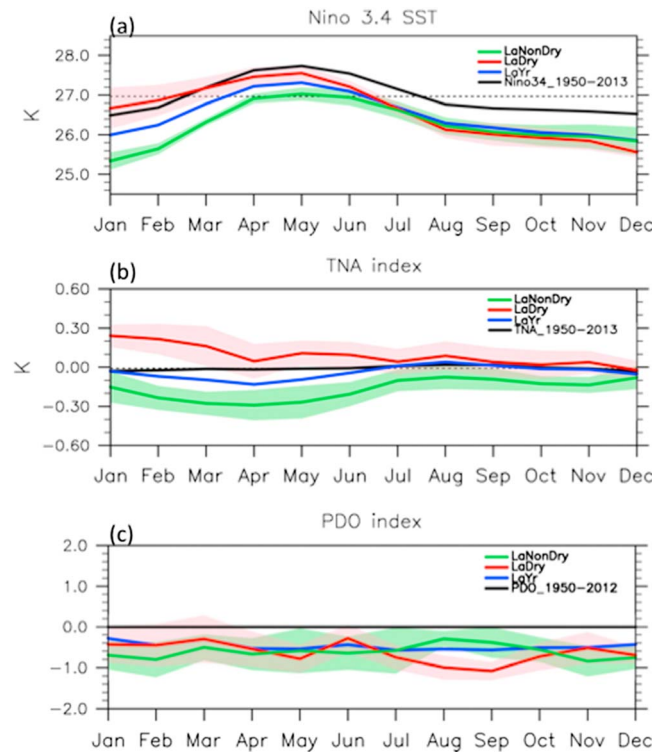 (a) Nino 3.4 SST
LaNonDry
LaDry
LaYr
Nino34_1950-2013
28.0
27.0
26.0
25.0
K
Jan Feb Mar Apr May Jun Jul Aug Sep Oct Nov Dec
(b) TNA index
LaNonDry
LaDry
LaYr
TNA_1950-2013
0.60
0.30
0.00
-0.30
-0.60
K
Jan Feb Mar Apr May Jun Jul Aug Sep Oct Nov Dec
(c) PDO index
LaNonDry
LaDry
LaYr
PDO_1950-2012
2.0
1.0
0.0
-1.0
-2.0
Jan Feb Mar Apr May Jun Jul Aug Sep Oct Nov Dec